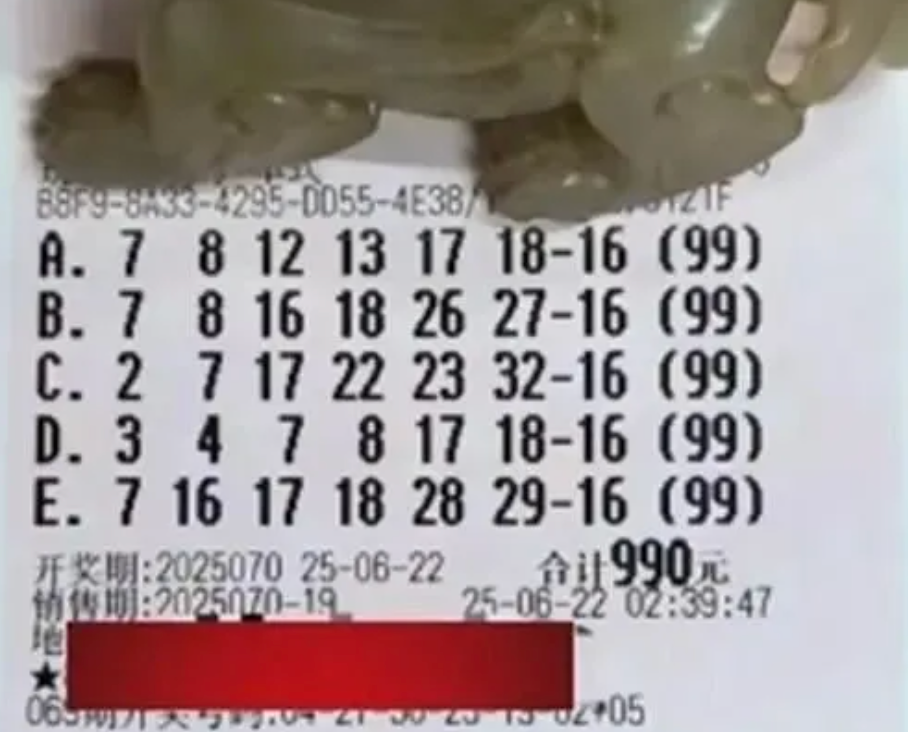 B8F9-8A33-4295-DD55-4E38/
A. 7 8 12 13 17 18-16 (99)
B. 7 8 16 18 26 27-16 (99)
C. 2 7 17 22 23 32-16 (99)
D. 3 4 7 8 17 18-16 (99)
E. 7 16 17 18 28 29-16 (99)
开奖期:2025070 25-06-22 合计990元
销售期:2025070-19 25-06-22 02:39:47
地
★